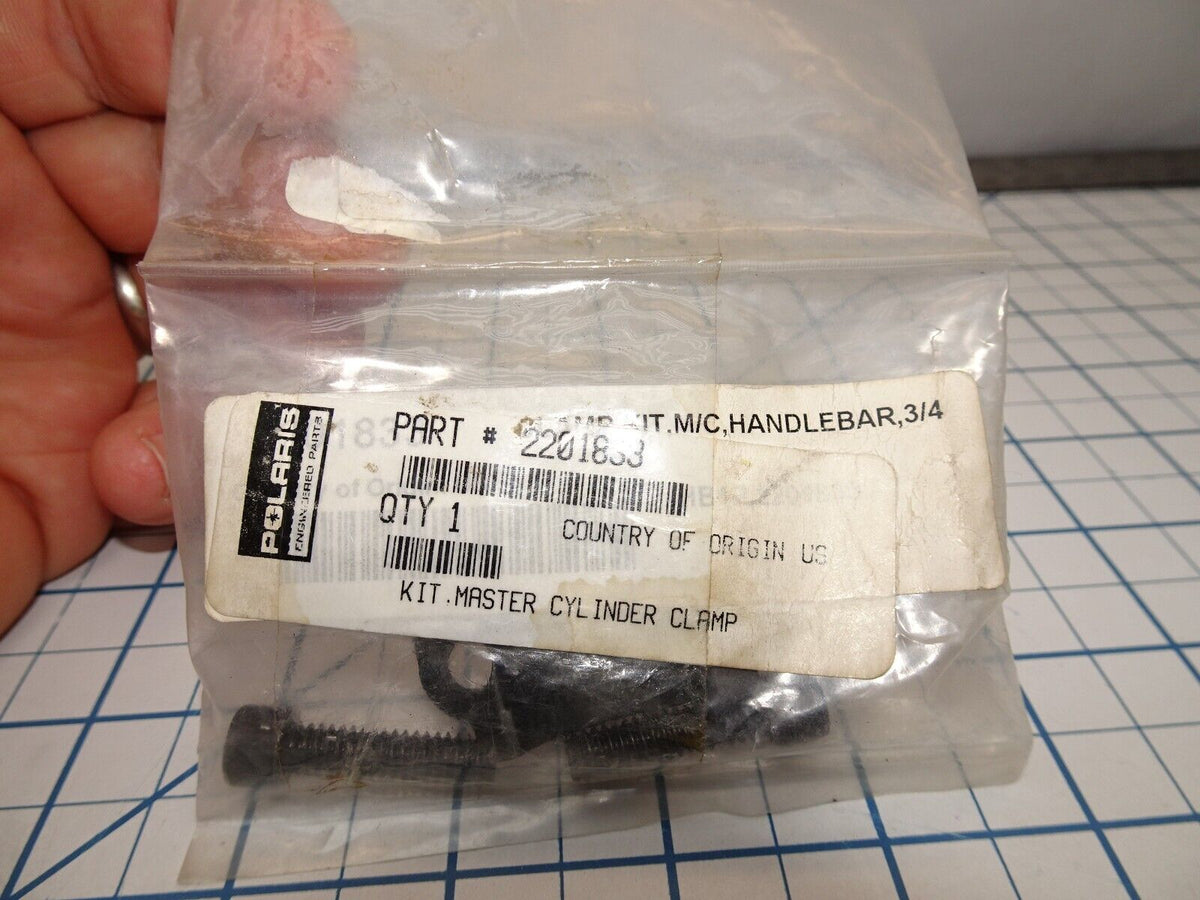 POLARIS
ENGINEERED PARTS
PART # 2201833
KIT.M/C,HANDLEBAR,3/4
QTY 1
COUNTRY OF ORIGIN US
KIT.MASTER CYLINDER CLAMP